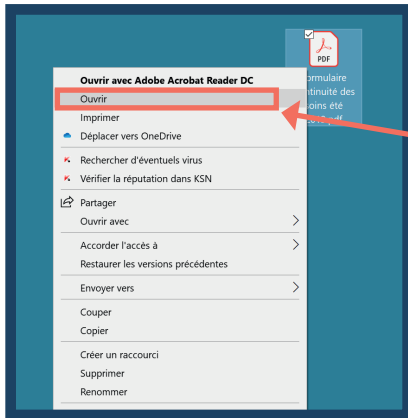 PDF
Ouvrir avec Adobe Acrobat Reader DC
Ouvrir
Imprimer
Déplacer vers OneDrive
Rechercher d'éventuels virus
Vérifier la réputation dans KSN
Partager
Ouvrir avec
Accorder l'accès à
Restaurer les versions précédentes
Envoyer vers
Couper
Copier
Créer un raccourci
Supprimer
Renommer
ormulaire
ntinuité des
soins été
.pdf